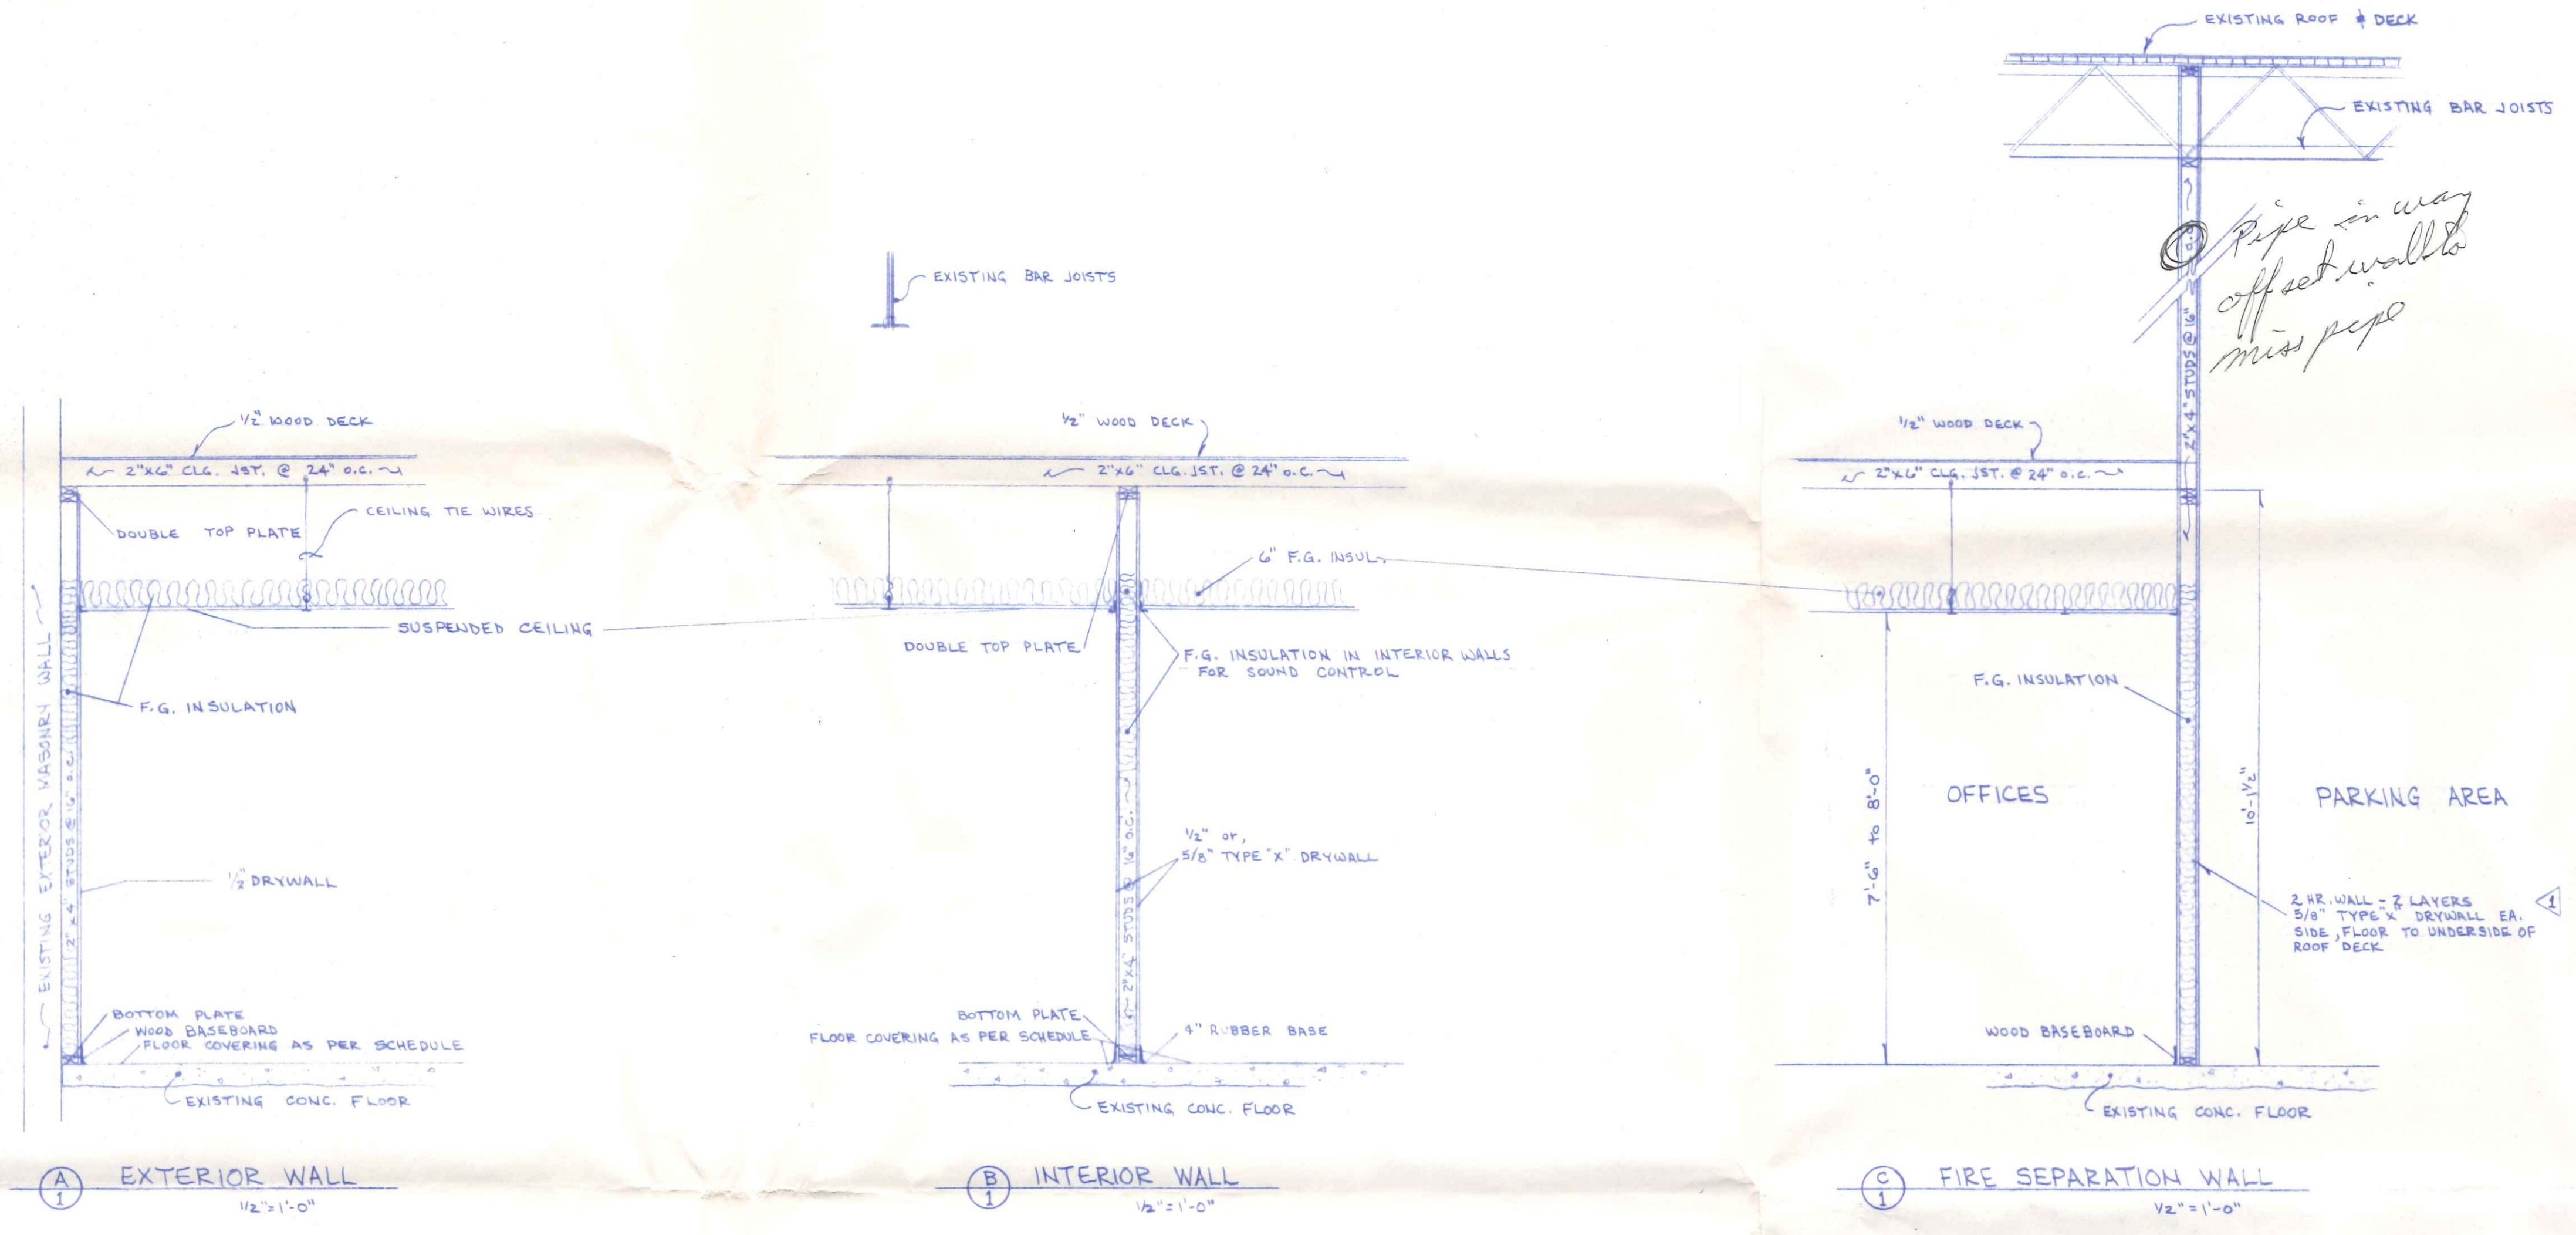 EXISTING ROOF & DECK
EXISTING BAR JOISTS
Pipe in way
offset wall to
miss pipe
2"x4" STUDS @ 16" o.c.
EXISTING BAR JOISTS
1/2" WOOD DECK
2"x6" CLG. JST. @ 24" o.c.
DOUBLE TOP PLATE
CEILING TIE WIRES
SUSPENDED CEILING
F.G. INSULATION
EXISTING EXTERIOR MASONRY WALL
2"x4" STUDS @ 16" o.c.
1/2" DRYWALL
BOTTOM PLATE
WOOD BASEBOARD
FLOOR COVERING AS PER SCHEDULE
EXISTING CONC. FLOOR
A
1
EXTERIOR WALL
1/2"=1'-0"
1/2" WOOD DECK
2"x6" CLG. JST. @ 24" o.c.
6" F.G. INSUL.
DOUBLE TOP PLATE
F.G. INSULATION IN INTERIOR WALLS
FOR SOUND CONTROL
1/2" or,
5/8" TYPE "X" DRYWALL
2"x4" STUDS @ 16" o.c.
BOTTOM PLATE
FLOOR COVERING AS PER SCHEDULE
4" RUBBER BASE
EXISTING CONC. FLOOR
B
1
INTERIOR WALL
1/2"=1'-0"
1/2" WOOD DECK
2"x6" CLG. JST. @ 24" o.c.
F.G. INSULATION
7'-6" to 8'-0"
OFFICES
10'-1 1/2"
PARKING AREA
2 HR. WALL - 2 LAYERS
5/8" TYPE "X" DRYWALL EA.
SIDE, FLOOR TO UNDERSIDE OF
ROOF DECK
1
WOOD BASEBOARD
EXISTING CONC. FLOOR
C
1
FIRE SEPARATION WALL
1/2"=1'-0"